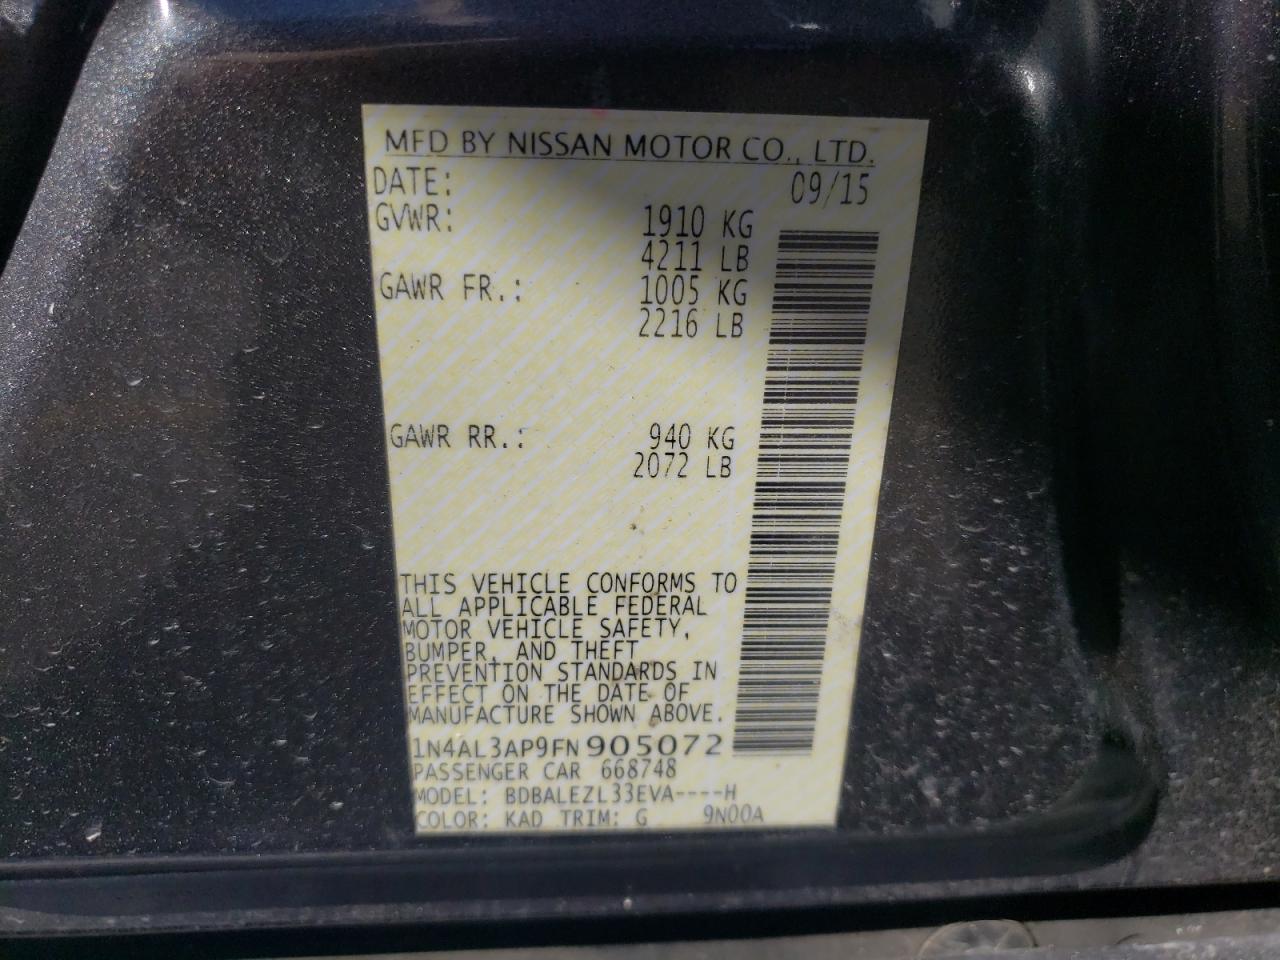 MFD BY NISSAN MOTOR CO., LTD.
DATE: 09/15
GVWR: 1910 KG
4211 LB
GAWR FR.: 1005 KG
2216 LB
GAWR RR.: 940 KG
2072 LB
THIS VEHICLE CONFORMS TO
ALL APPLICABLE FEDERAL
MOTOR VEHICLE SAFETY,
BUMPER, AND THEFT
PREVENTION STANDARDS IN
EFFECT ON THE DATE OF
MANUFACTURE SHOWN ABOVE.
1N4AL3AP9FN905072
PASSENGER CAR 668748
MODEL: BDBALEZL33EVA----H
COLOR: KAD TRIM: G 9N00A